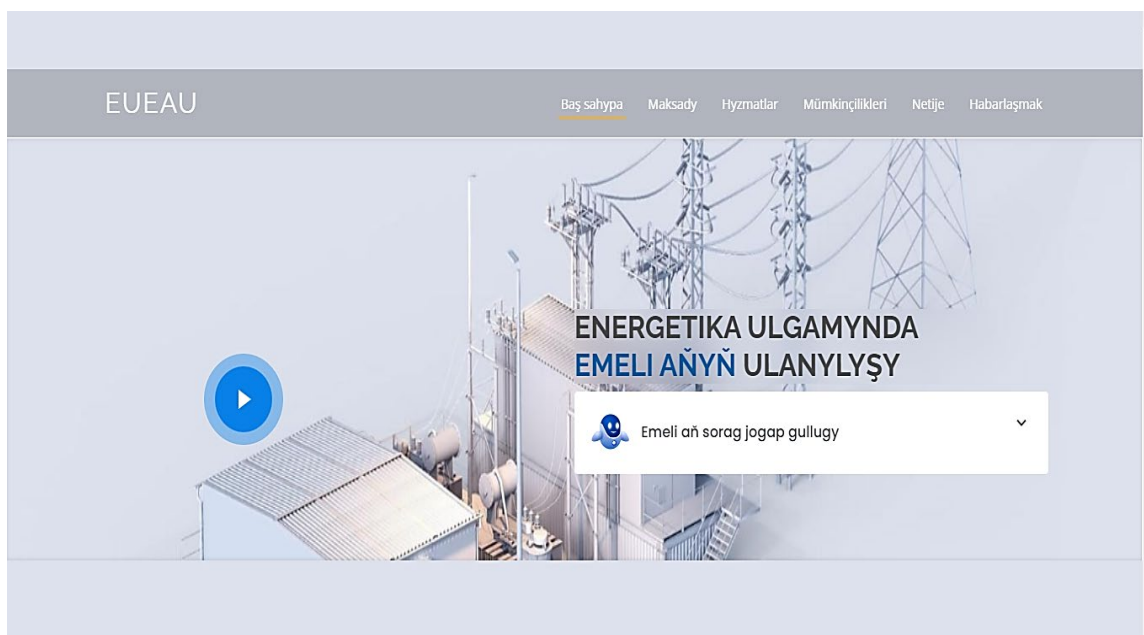 EUEAU
Baş sahypa Maksady Hyzmatlar Mümkinçilikleri Netije Habarlaşmak
ENERGETIKA ULGAMYNDA
EMELI AŇYŇ ULANYLYŞY
Emeli aň sorag jogap gullugy